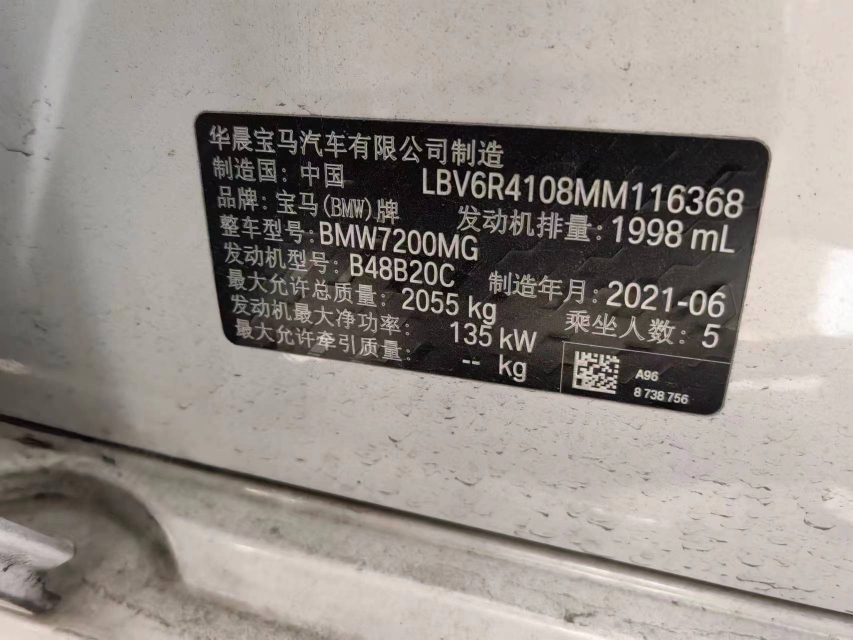 华晨宝马汽车有限公司制造
制造国: 中国 LBV6R4108MM116368
品牌: 宝马(BMW)牌 发动机排量: 1998 mL
整车型号: BMW7200MG
发动机型号: B48B20C 制造年月: 2021-06
最大允许总质量: 2055 kg 乘坐人数: 5
发动机最大净功率: 135 kW
最大允许牵引质量: -- kg
A96
8 738 756